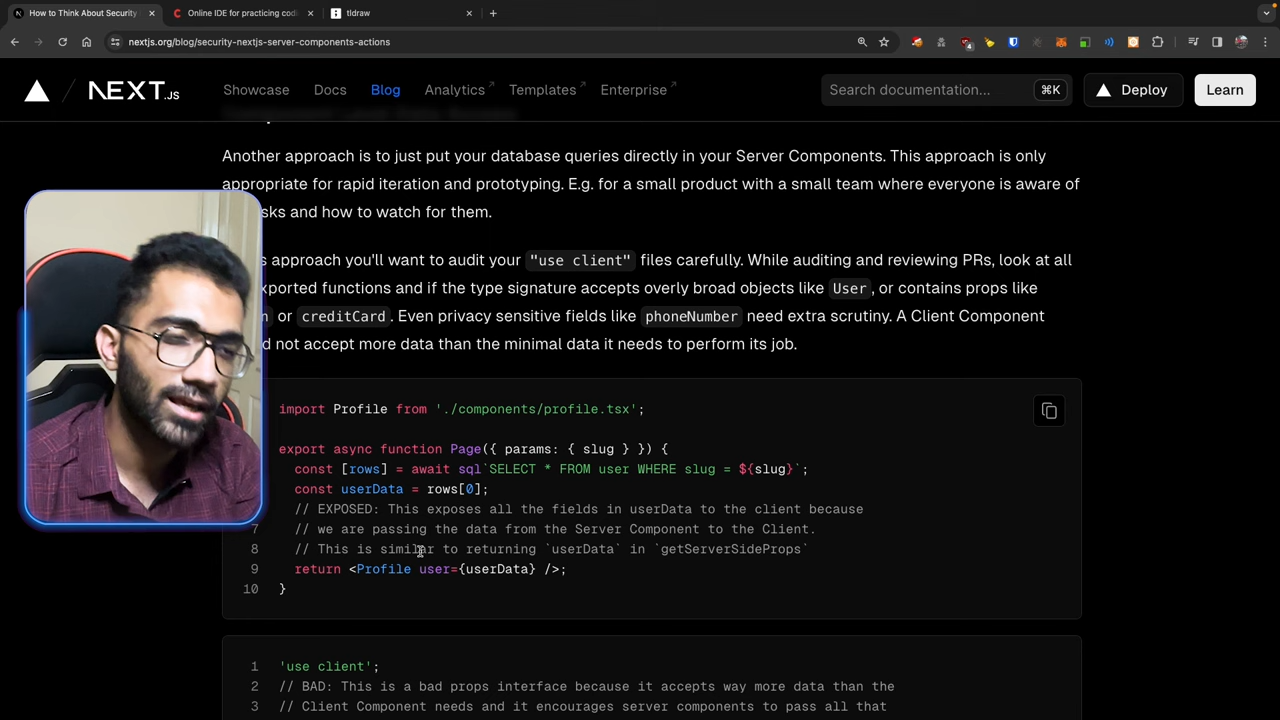 How to Think About Security
Online IDE for practicing codi
tldraw
nextjs.org/blog/security-nextjs-server-components-actions
NEXT.JS
Showcase
Docs
Blog
Analytics
Templates
Enterprise
Search documentation...
⌘K
Deploy
Learn
Another approach is to just put your database queries directly in your Server Components. This approach is only
appropriate for rapid iteration and prototyping. E.g. for a small product with a small team where everyone is aware of
and how to watch for them.
approach you'll want to audit your "use client" files carefully. While auditing and reviewing PRs, look at all
functions and if the type signature accepts overly broad objects like User, or contains props like
or creditCard. Even privacy sensitive fields like phoneNumber need extra scrutiny. A Client Component
not accept more data than the minimal data it needs to perform its job.
import Profile from './components/profile.tsx';
export async function Page({ params: { slug } }) {
const [rows] = await sql`SELECT * FROM user WHERE slug = ${slug}`;
const userData = rows[0];
// EXPOSED: This exposes all the fields in userData to the client because
7 // we are passing the data from the Server Component to the Client.
8 // This is similar to returning `userData` in `getServerSideProps`
9 return <Profile user={userData} />;
10 }
1 'use client';
2 // BAD: This is a bad props interface because it accepts way more data than the
3 // Client Component needs and it encourages server components to pass all that